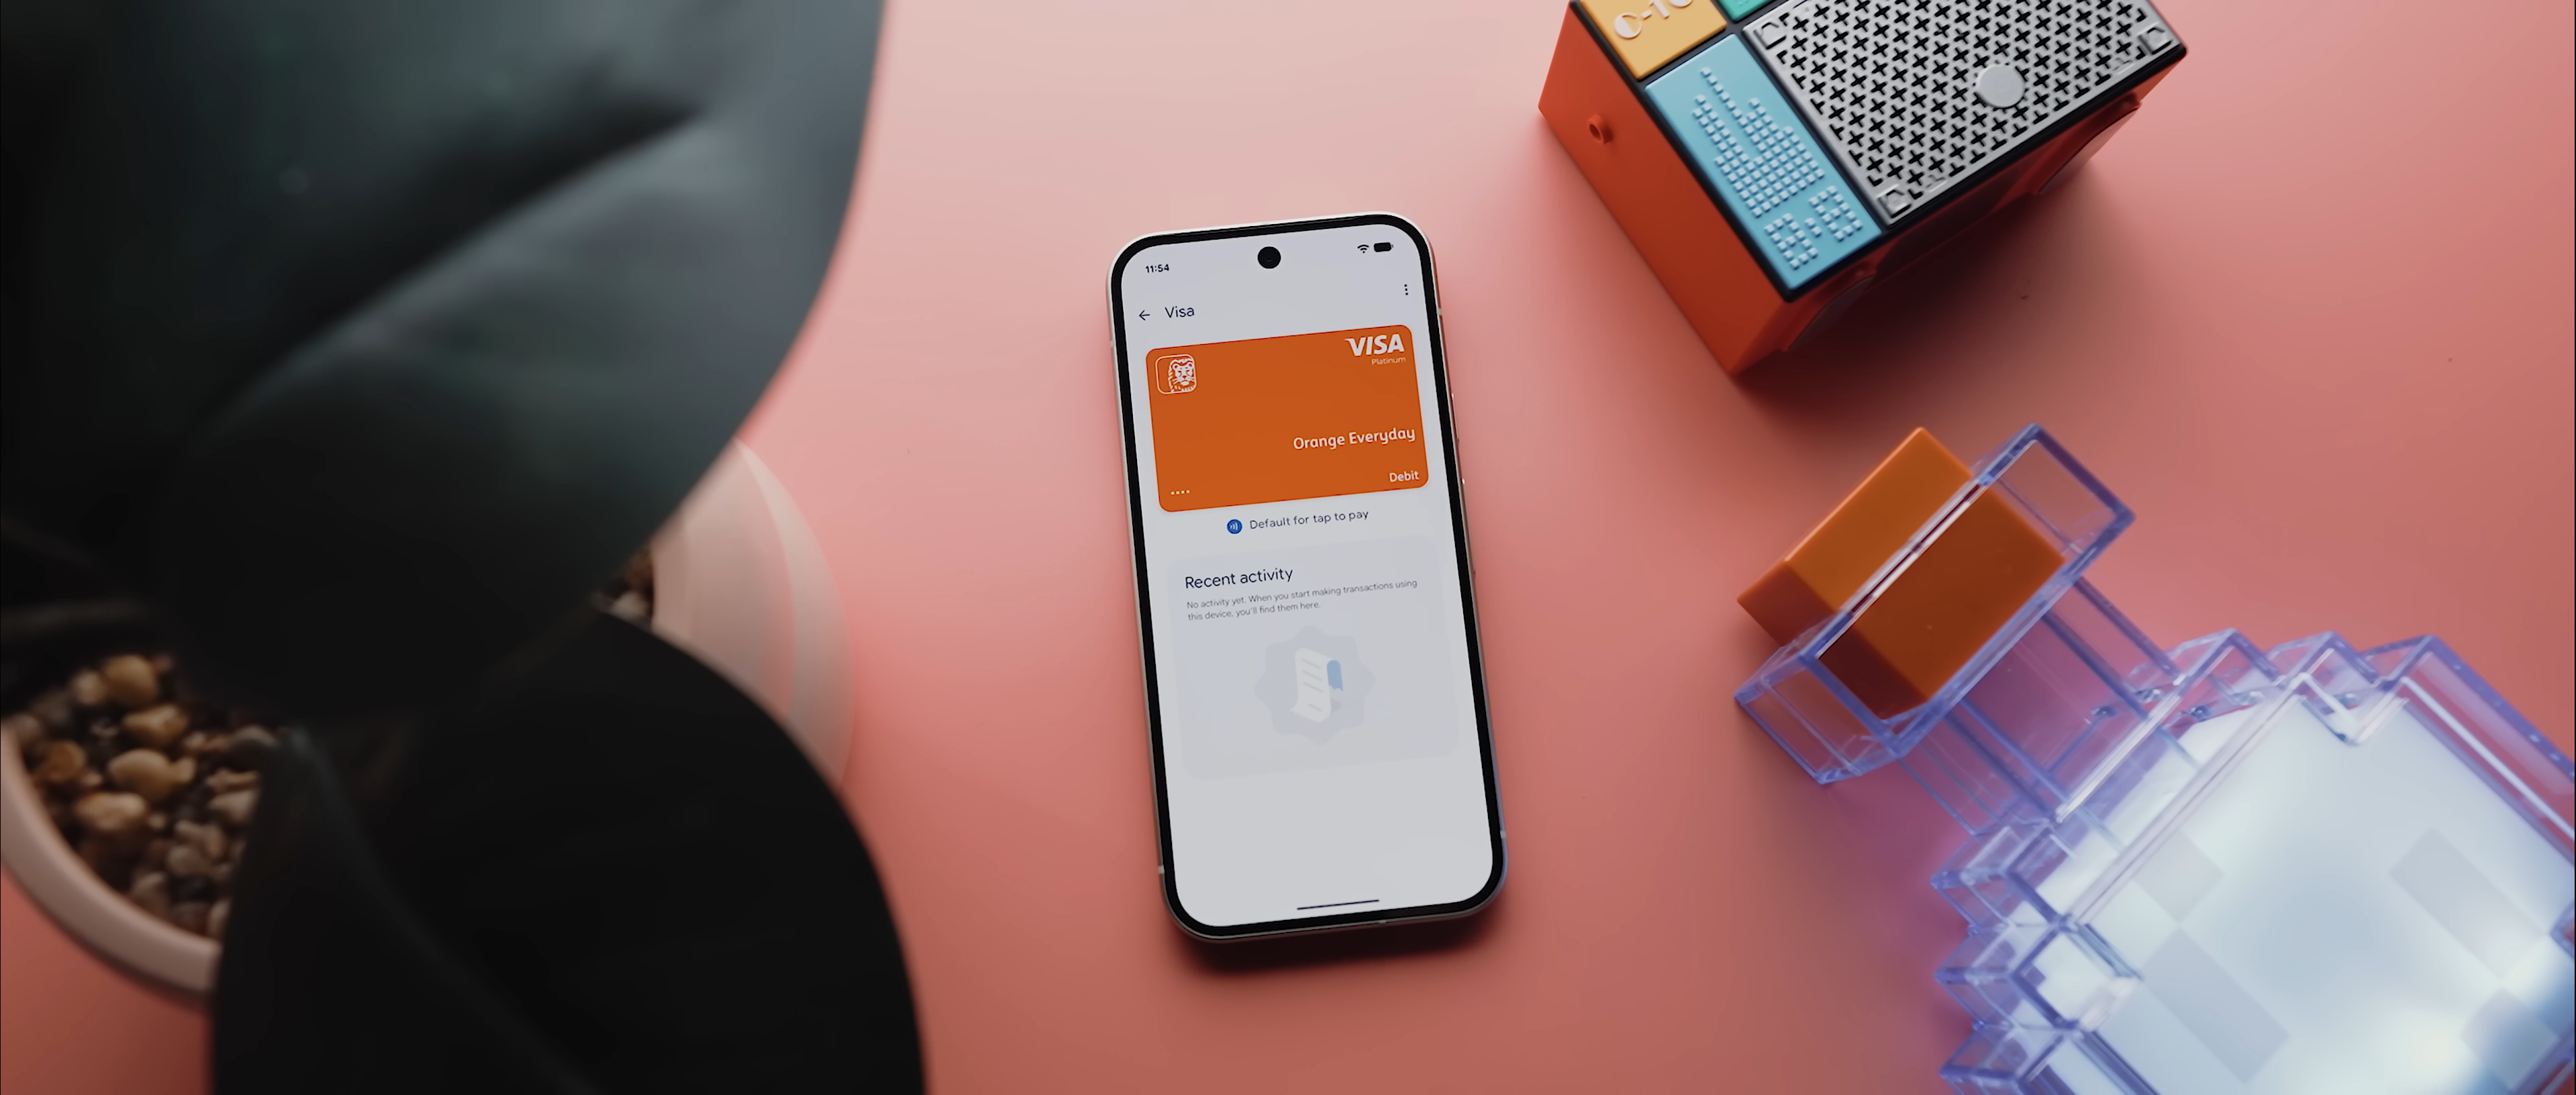 11:54
Visa
VISA
Platinum
Orange Everyday
....
Debit
Default for tap to pay
Recent activity
No activity yet. When you start making transactions using
this device, you'll find them here.